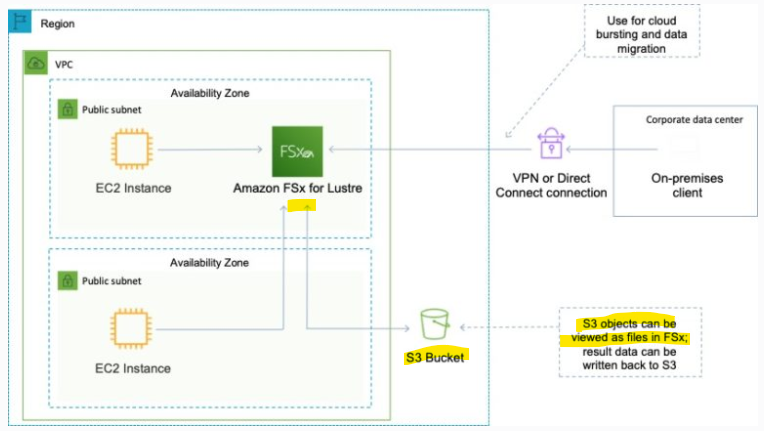 Region
Use for cloud
bursting and data
migration
VPC
Availability Zone
Public subnet
Corporate data center
FSx
EC2 Instance
Amazon FSx for Lustre
VPN or Direct
Connect connection
On-premises
client
Availability Zone
Public subnet
EC2 Instance
S3 Bucket
S3 objects can be
viewed as files in FSx;
result data can be
written back to S3